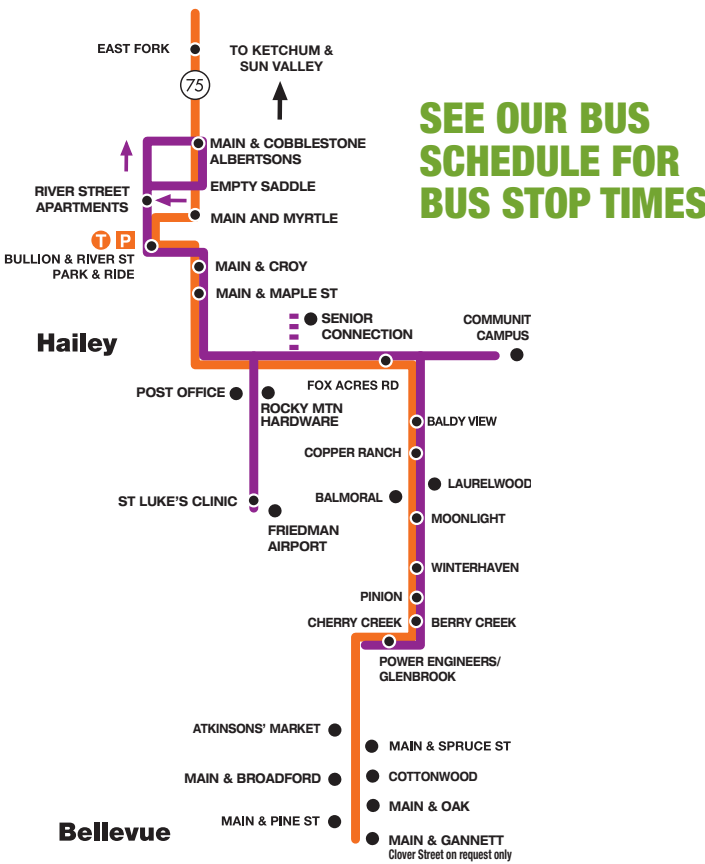 EAST FORK
TO KETCHUM &
SUN VALLEY
75
SEE OUR BUS
SCHEDULE FOR
BUS STOP TIMES
MAIN & COBBLESTONE
ALBERTSONS
EMPTY SADDLE
RIVER STREET
APARTMENTS
MAIN AND MYRTLE
T P
BULLION & RIVER ST
PARK & RIDE
MAIN & CROY
MAIN & MAPLE ST
Hailey
SENIOR
CONNECTION
COMMUNIT
CAMPUS
FOX ACRES RD
POST OFFICE
ROCKY MTN
HARDWARE
BALDY VIEW
COPPER RANCH
LAURELWOOD
BALMORAL
ST LUKE'S CLINIC
FRIEDMAN
AIRPORT
MOONLIGHT
WINTERHAVEN
PINION
CHERRY CREEK
BERRY CREEK
POWER ENGINEERS/
GLENBROOK
ATKINSONS' MARKET
MAIN & SPRUCE ST
MAIN & BROADFORD
COTTONWOOD
MAIN & OAK
MAIN & PINE ST
Bellevue
MAIN & GANNETT
Clover Street on request only